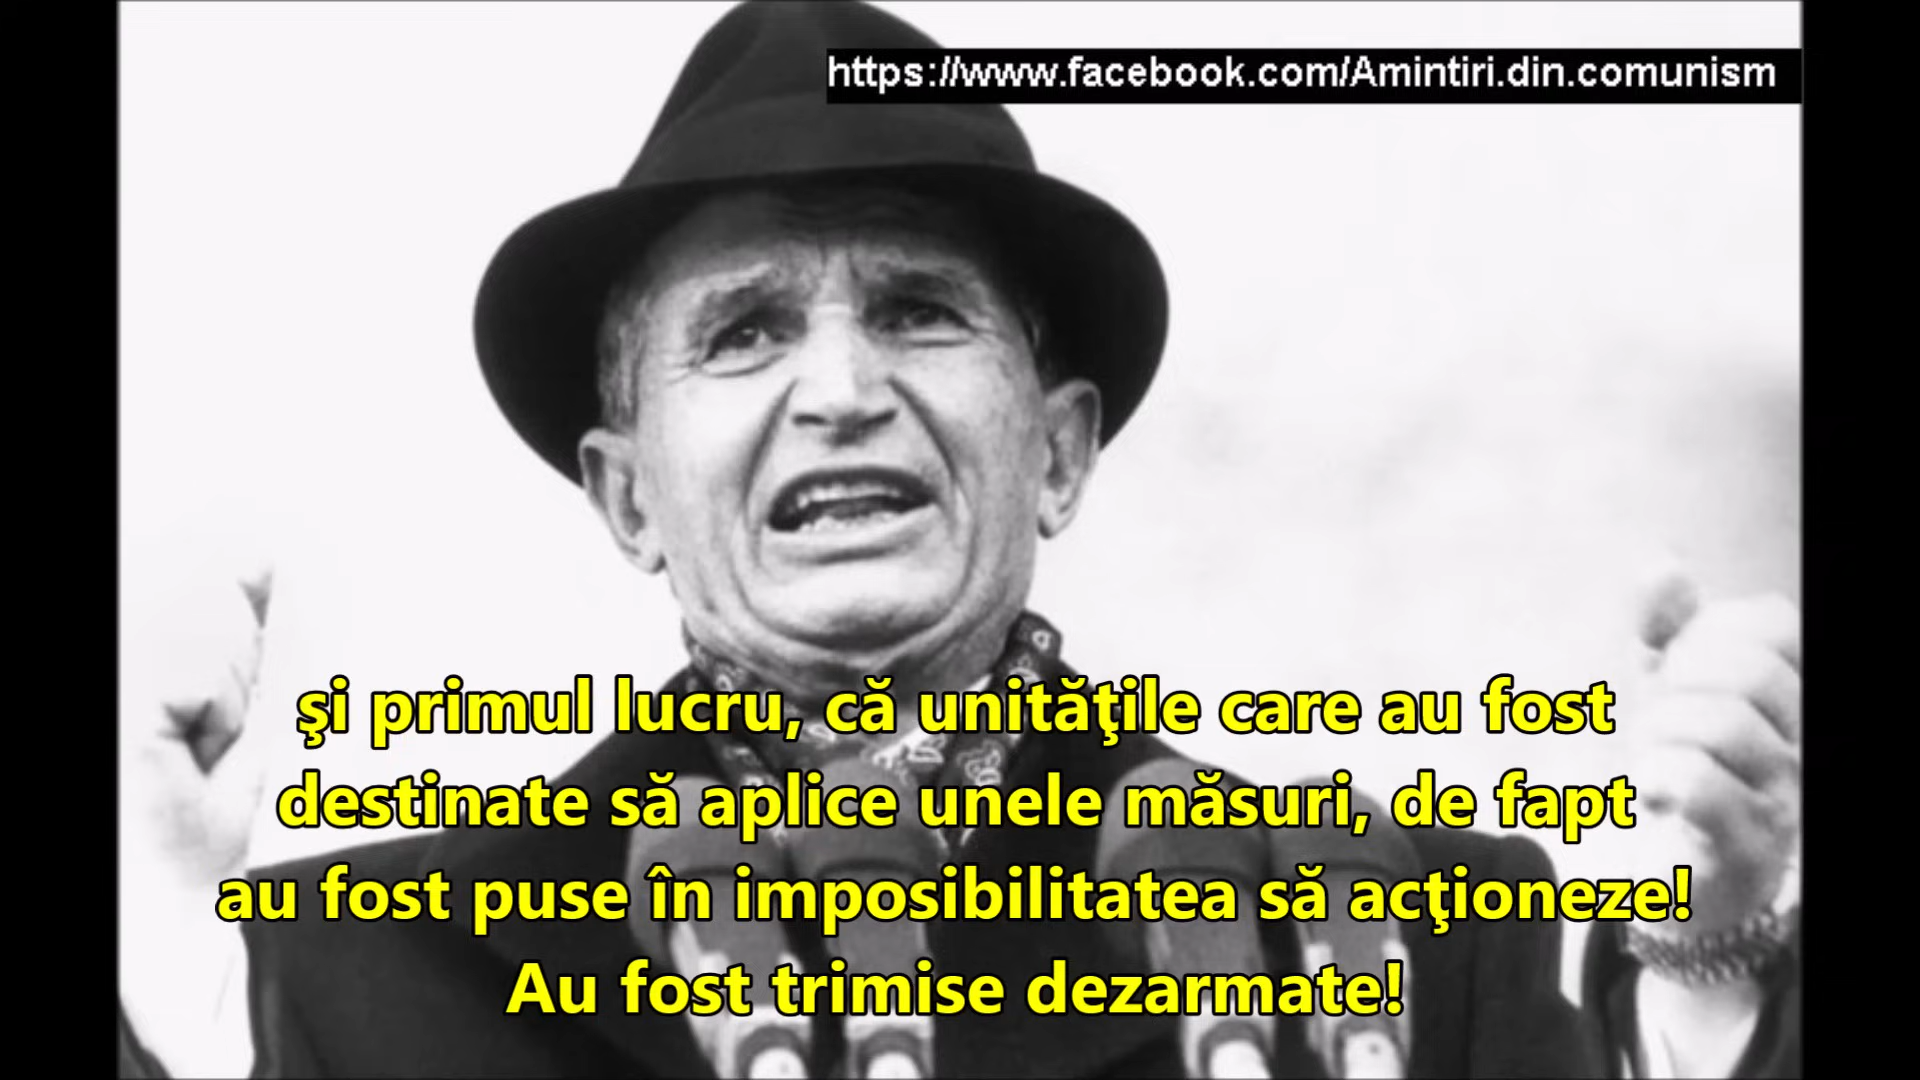 https://www.facebook.com/Amintiri.din.comunism
şi primul lucru, că unităţile care au fost
destinate să aplice unele măsuri, de fapt
au fost puse în imposibilitatea să acţioneze!
Au fost trimise dezarmate!